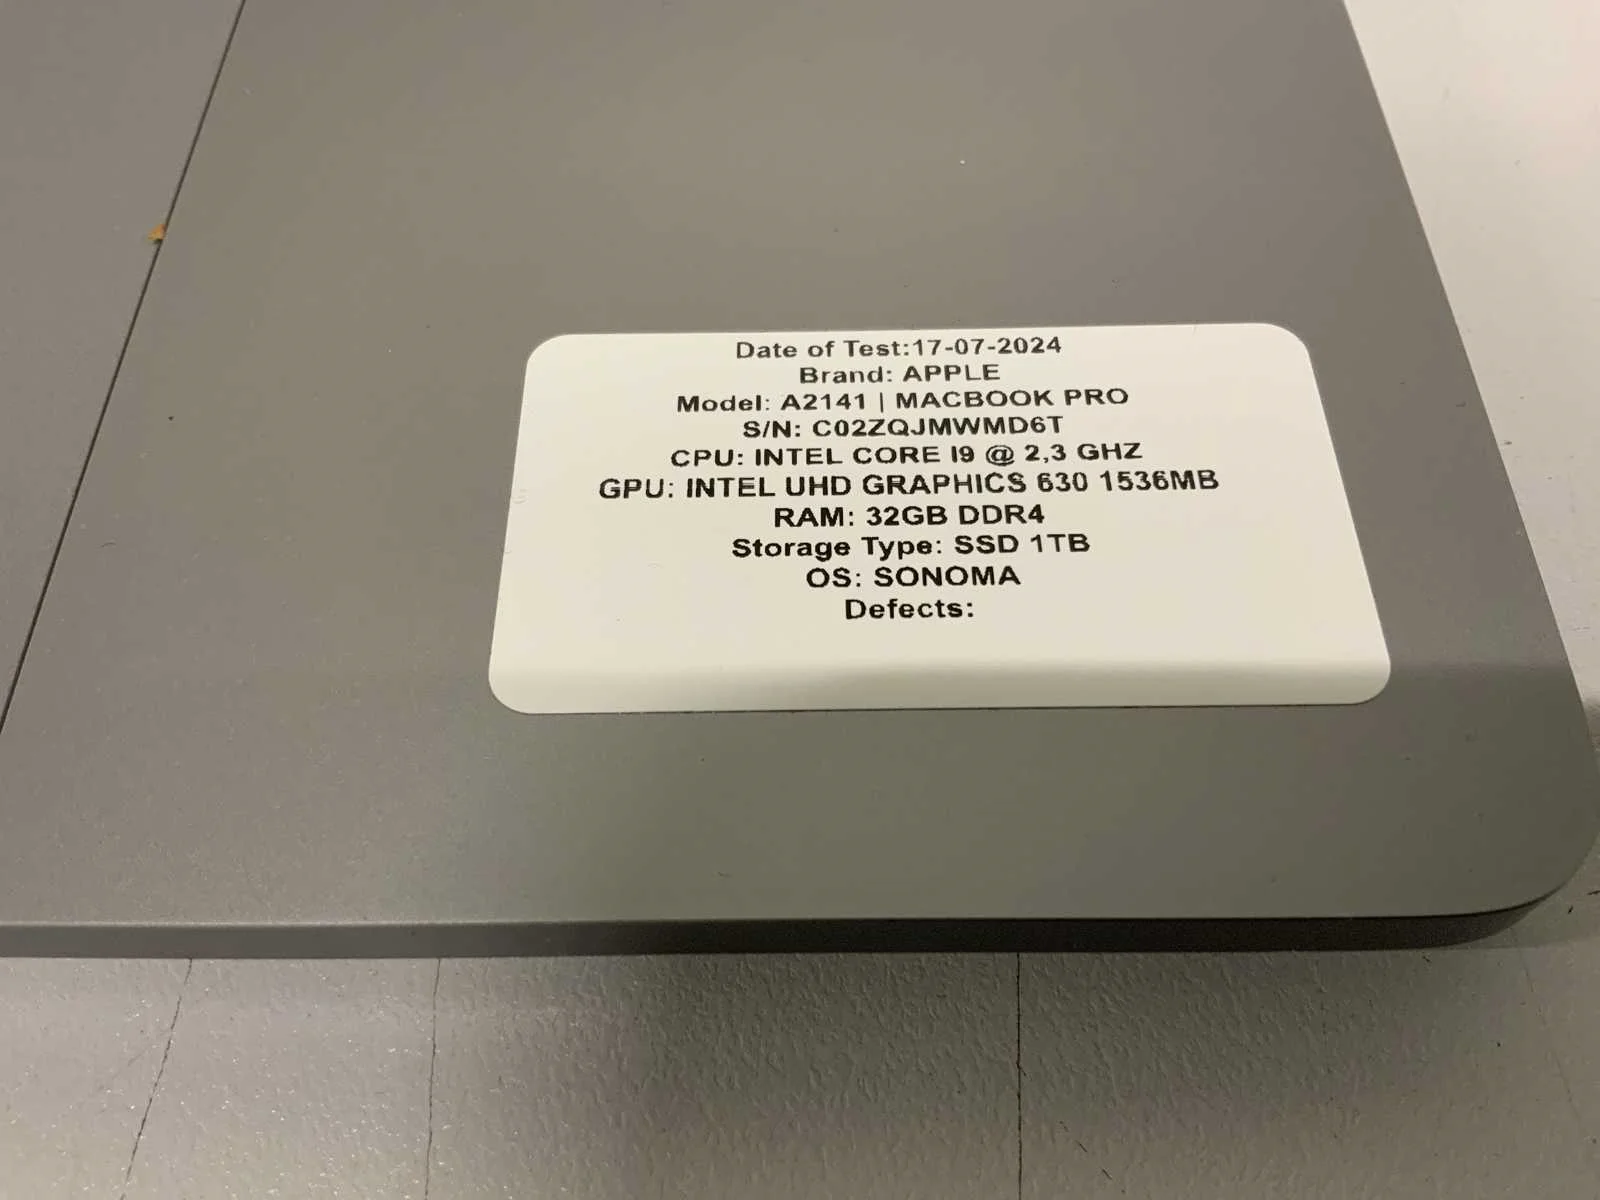 Date of Test:17-07-2024
Brand: APPLE
Model: A2141 | MACBOOK PRO
S/N: C02ZQJMWMD6T
CPU: INTEL CORE I9 @ 2,3 GHZ
GPU: INTEL UHD GRAPHICS 630 1536MB
RAM: 32GB DDR4
Storage Type: SSD 1TB
OS: SONOMA
Defects: